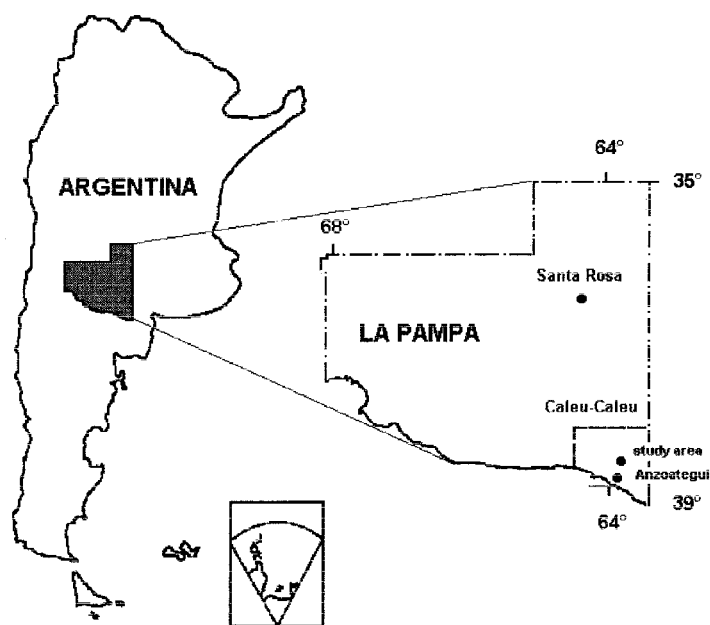 64°
35°
ARGENTINA
68°
Santa Rosa
LA PAMPA
Caleu-Caleu
study area
Anzoategui
39°
64°